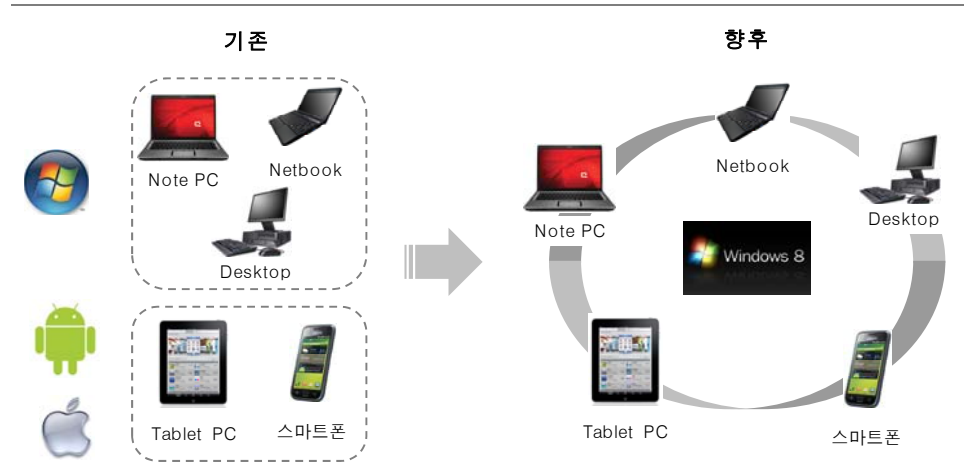 기존
Note PC
Netbook
Desktop
Tablet PC
스마트폰
향후
Netbook
Note PC
Desktop
Windows 8
Tablet PC
스마트폰